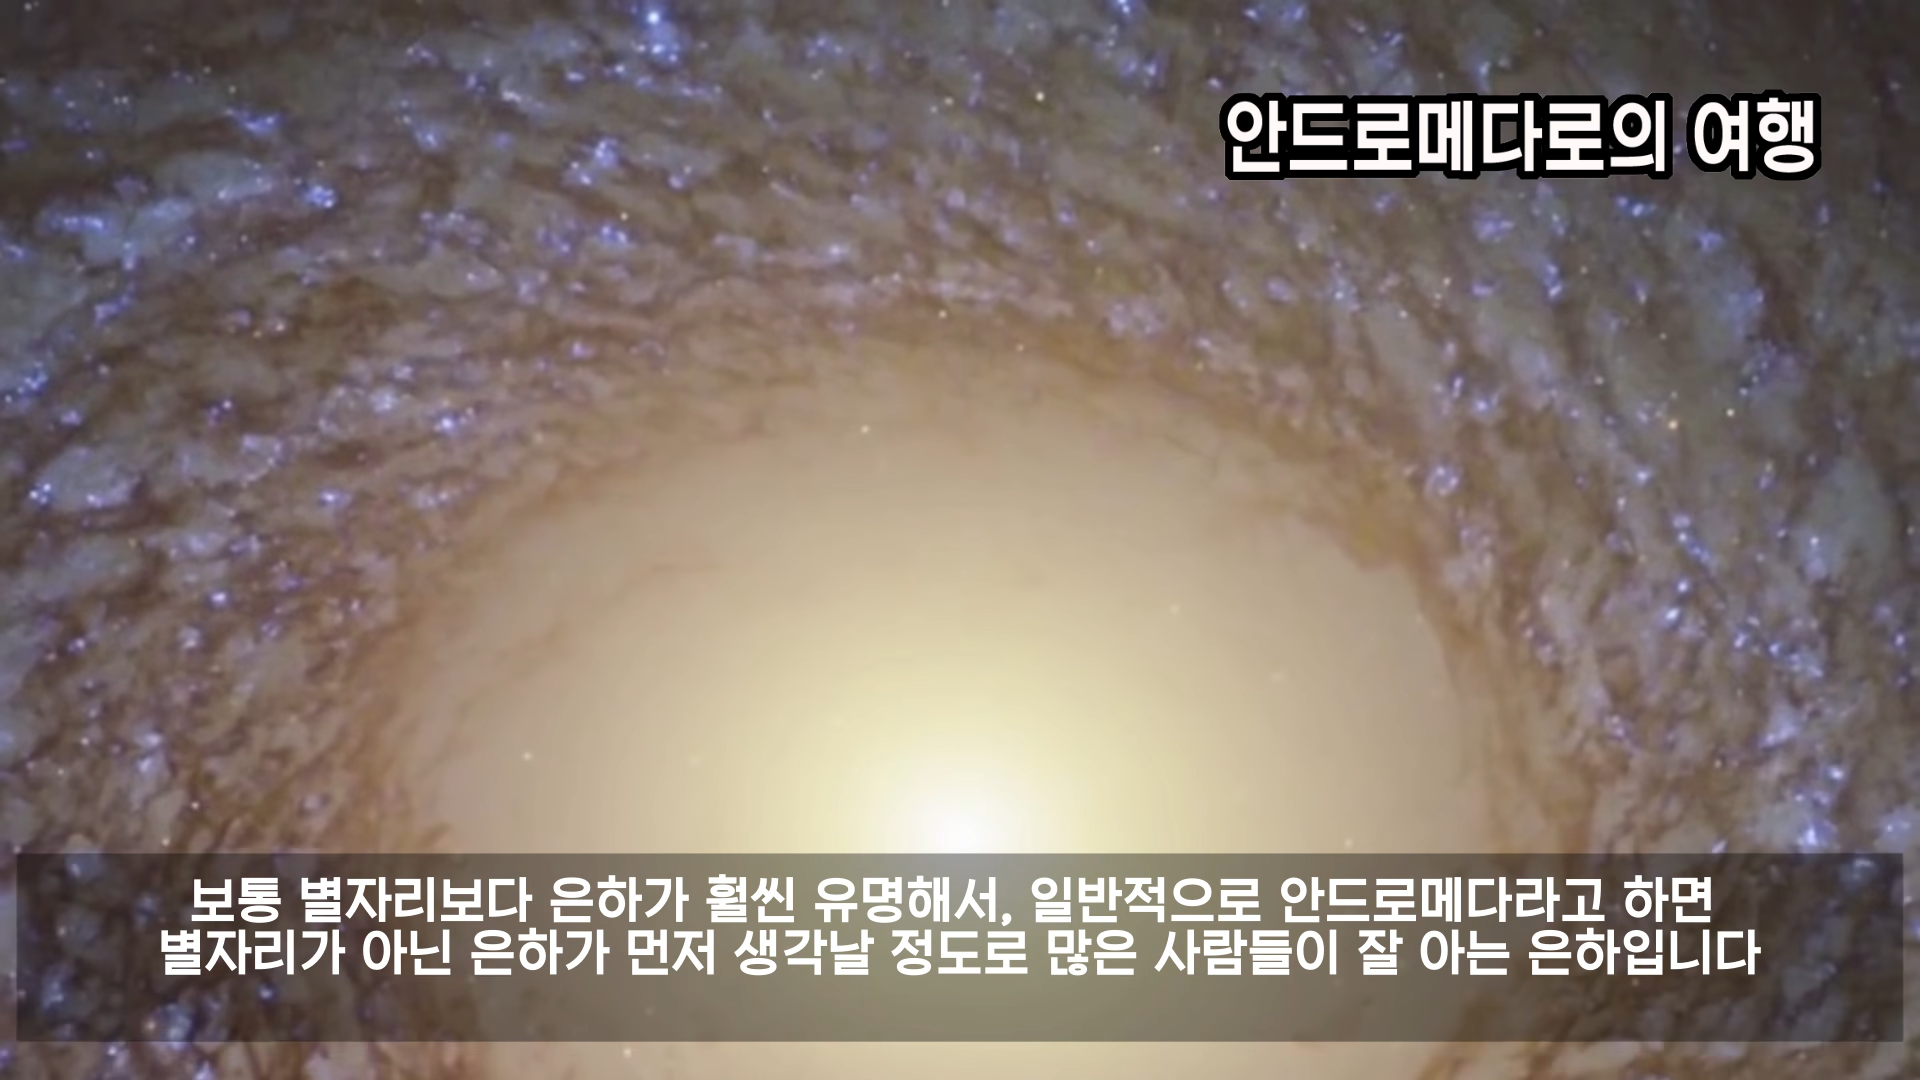 안드로메다로의 여행
보통 별자리보다 은하가 훨씬 유명해서, 일반적으로 안드로메다라고 하면
별자리가 아닌 은하가 먼저 생각날 정도로 많은 사람들이 잘 아는 은하입니다